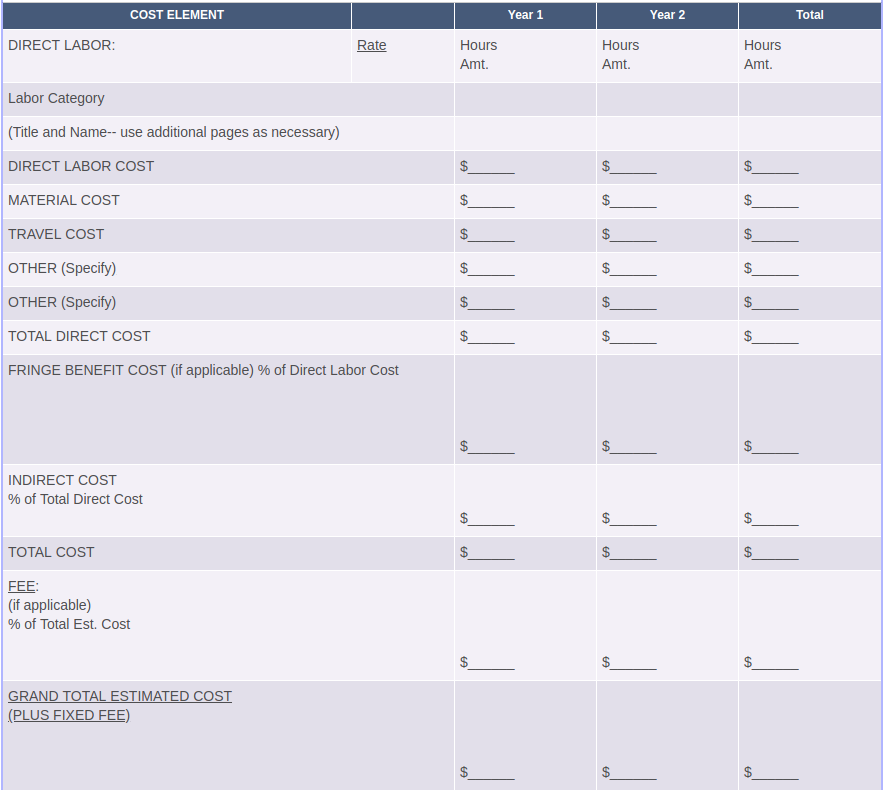 COST ELEMENT Year 1 Year 2 Total
DIRECT LABOR: Rate Hours Hours Hours
Amt. Amt. Amt.
Labor Category
(Title and Name-- use additional pages as necessary)
DIRECT LABOR COST $______ $______ $______
MATERIAL COST $______ $______ $______
TRAVEL COST $______ $______ $______
OTHER (Specify) $______ $______ $______
OTHER (Specify) $______ $______ $______
TOTAL DIRECT COST $______ $______ $______
FRINGE BENEFIT COST (if applicable) % of Direct Labor Cost
$______ $______ $______
INDIRECT COST
% of Total Direct Cost
$______ $______ $______
TOTAL COST $______ $______ $______
FEE:
(if applicable)
% of Total Est. Cost
$______ $______ $______
GRAND TOTAL ESTIMATED COST
(PLUS FIXED FEE)
$______ $______ $______